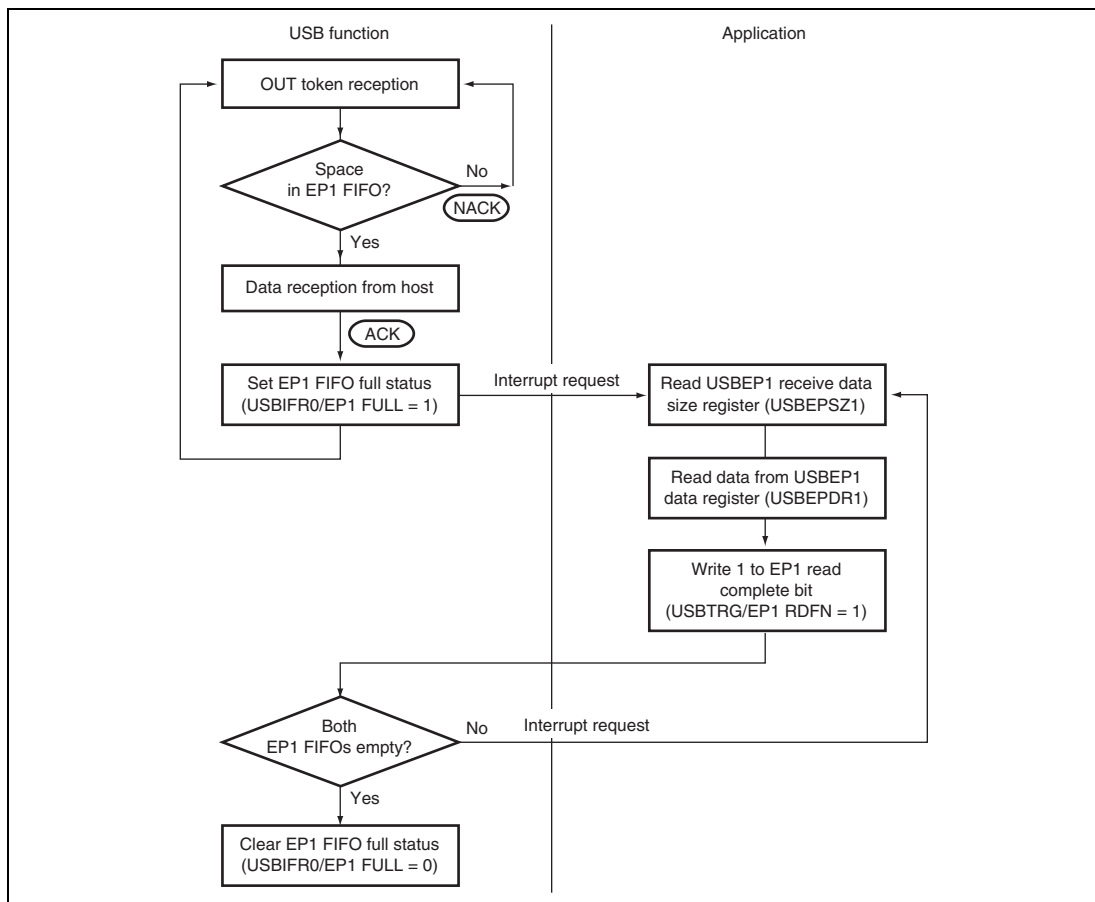 USB function
Application
OUT token reception
Space
in EP1 FIFO?
No
NACK
Yes
Data reception from host
ACK
Set EP1 FIFO full status
(USBIFR0/EP1 FULL = 1)
Interrupt request
Read USBEP1 receive data
size register (USBEPSZ1)
Read data from USBEP1
data register (USBEPDR1)
Write 1 to EP1 read
complete bit
(USBTRG/EP1 RDFN = 1)
Both
EP1 FIFOs empty?
No
Interrupt request
Yes
Clear EP1 FIFO full status
(USBIFR0/EP1 FULL = 0)